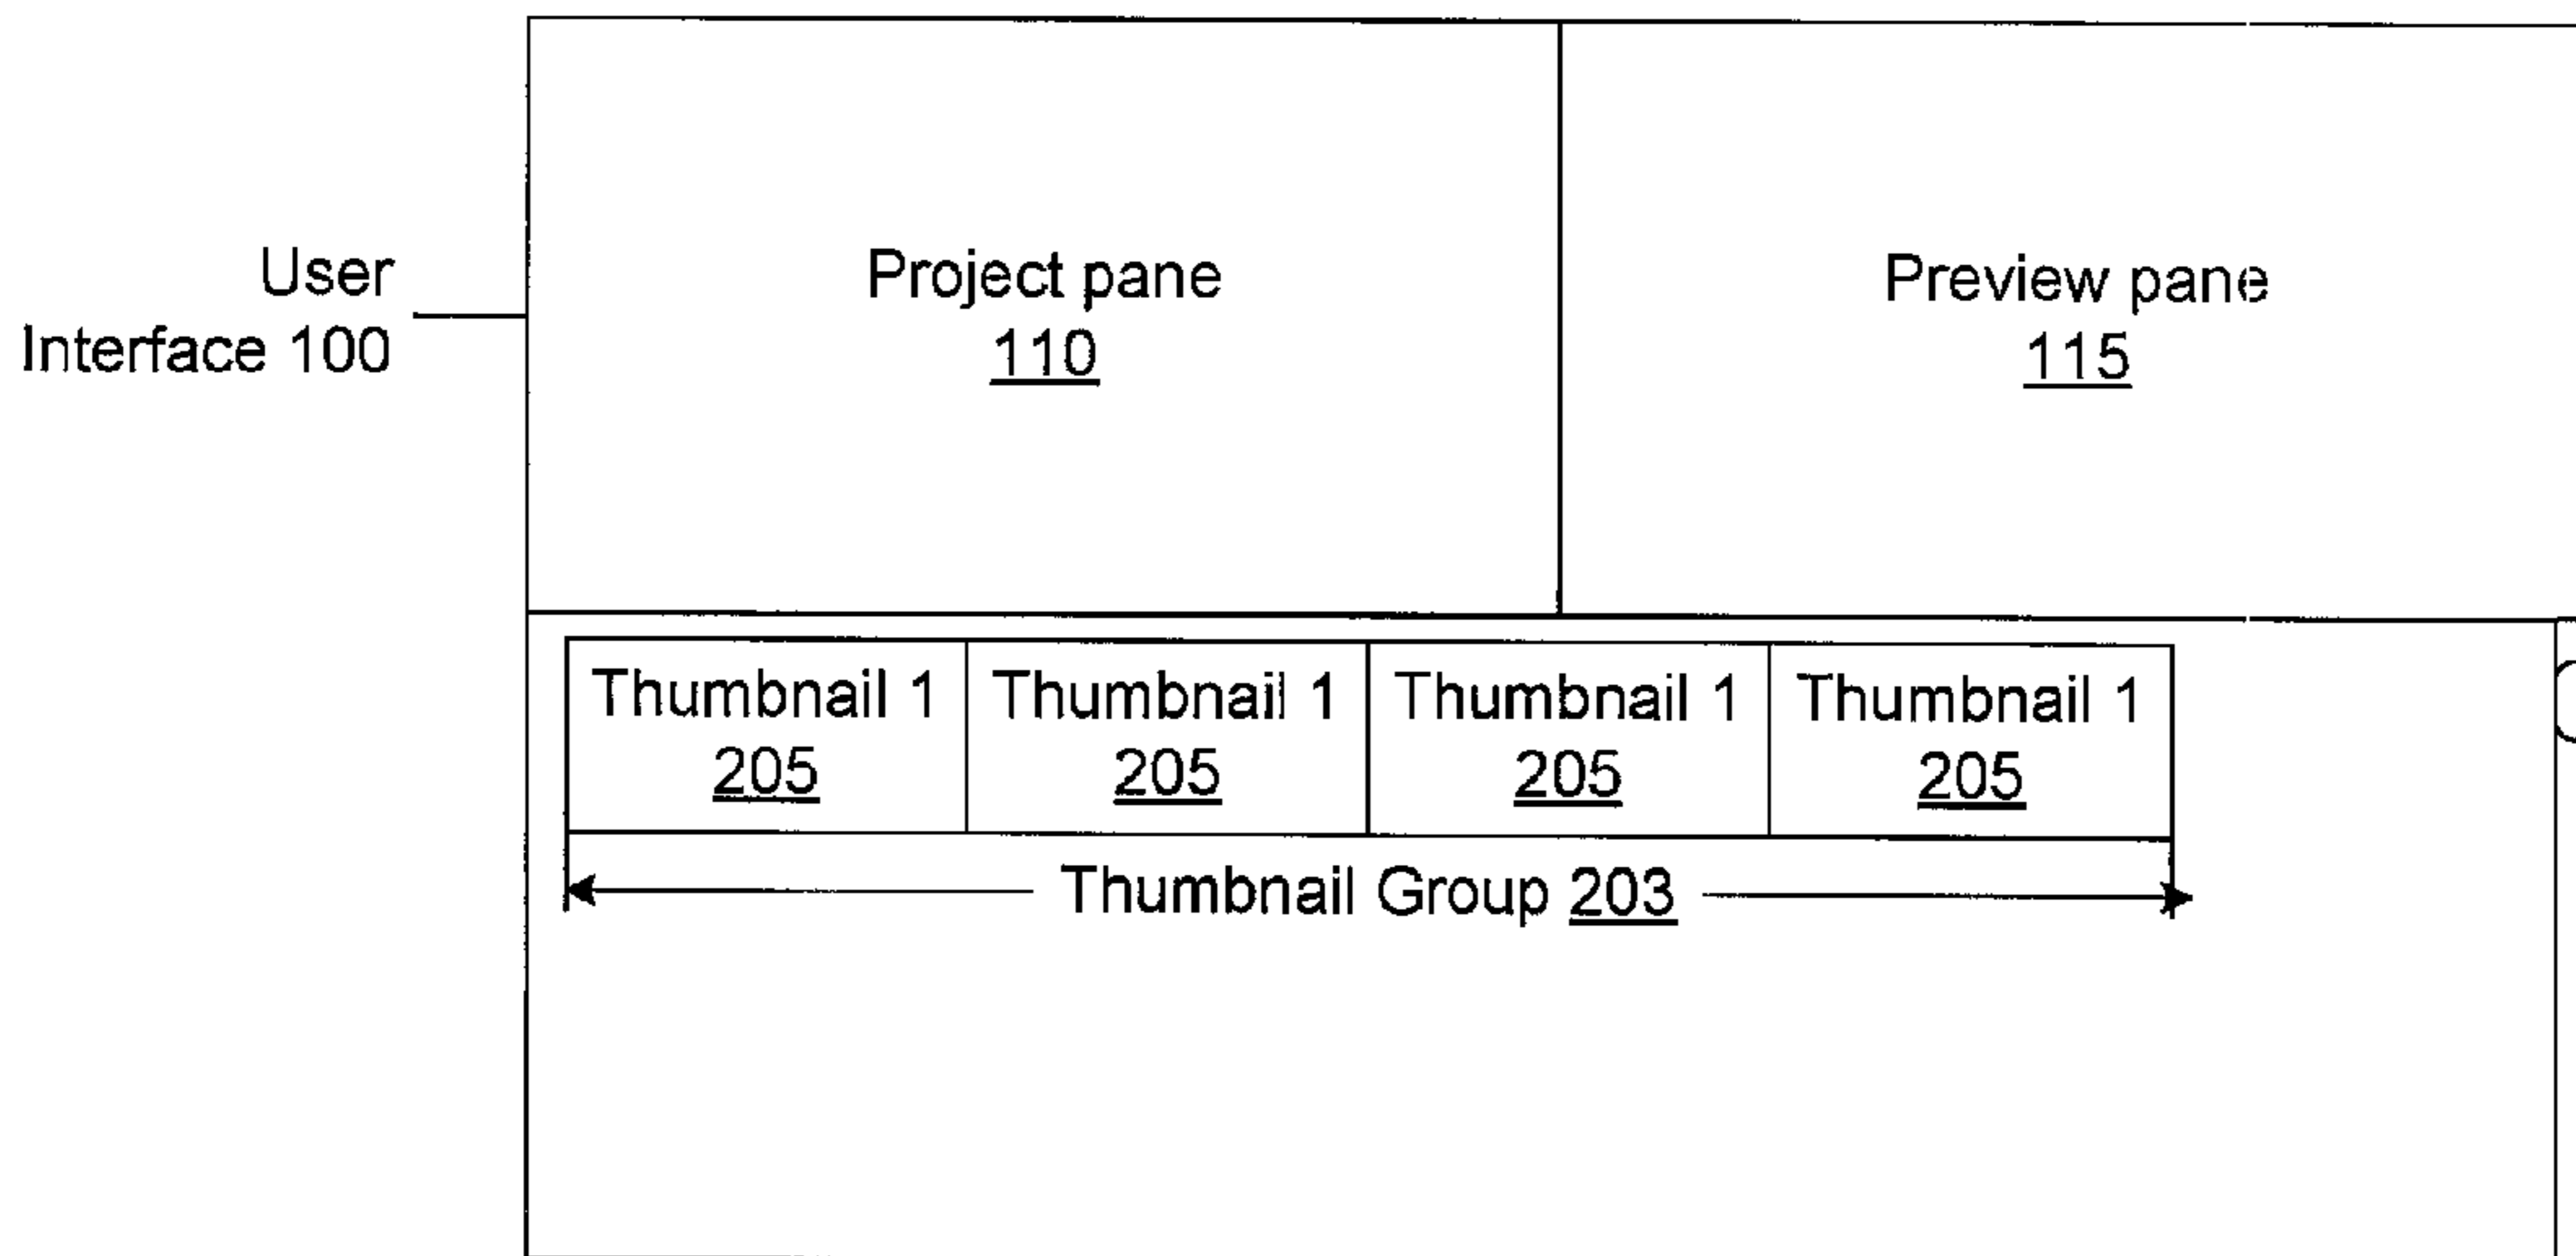 User
Interface 100
Project pane
110
Preview pane
115
Thumbnail 1
205
Thumbnail 1
205
Thumbnail 1
205
Thumbnail 1
205
Thumbnail Group 203